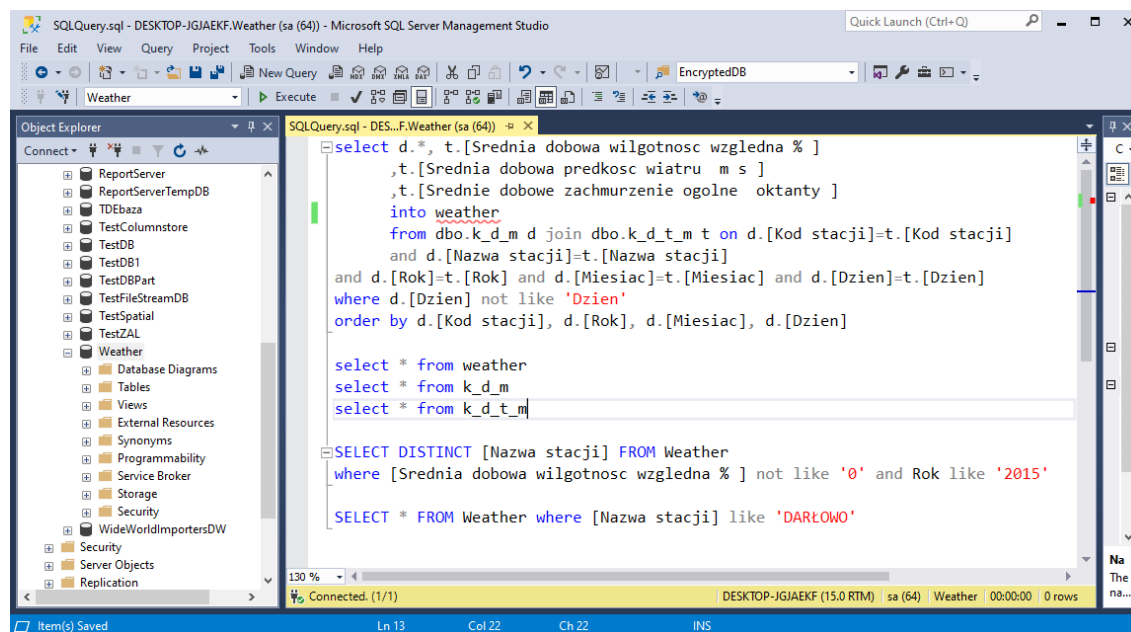 SQLQuery.sql - DESKTOP-JGJAEKF.Weather (sa (64)) - Microsoft SQL Server Management Studio
Quick Launch (Ctrl+Q)
File Edit View Query Project Tools Window Help
New Query MDX DMX XMLA DAX EncryptedDB
Weather Execute
Object Explorer
Connect
ReportServer
ReportServerTempDB
TDEbaza
TestColumnstore
TestDB
TestDB1
TestDBPart
TestFileStreamDB
TestSpatial
TestZAL
Weather
Database Diagrams
Tables
Views
External Resources
Synonyms
Programmability
Service Broker
Storage
Security
WideWorldImportersDW
Security
Server Objects
Replication
SQLQuery.sql - DES...F.Weather (sa (64))
select d.*, t.[Srednia dobowa wilgotnosc wzgledna % ]
,t.[Srednia dobowa predkosc wiatru  m s ]
,t.[Srednie dobowe zachmurzenie ogolne  oktanty ]
into weather
from dbo.k_d_m d join dbo.k_d_t_m t on d.[Kod stacji]=t.[Kod stacji]
and d.[Nazwa stacji]=t.[Nazwa stacji]
and d.[Rok]=t.[Rok] and d.[Miesiac]=t.[Miesiac] and d.[Dzien]=t.[Dzien]
where d.[Dzien] not like 'Dzien'
order by d.[Kod stacji], d.[Rok], d.[Miesiac], d.[Dzien]
select * from weather
select * from k_d_m
select * from k_d_t_m
SELECT DISTINCT [Nazwa stacji] FROM Weather
where [Srednia dobowa wilgotnosc wzgledna % ] not like '0' and Rok like '2015'
SELECT * FROM Weather where [Nazwa stacji] like 'DARŁOWO'
130 %
Connected. (1/1)
DESKTOP-JGJAEKF (15.0 RTM) sa (64) Weather 00:00:00 0 rows
C
Na
The
na...
Item(s) Saved Ln 13 Col 22 Ch 22 INS